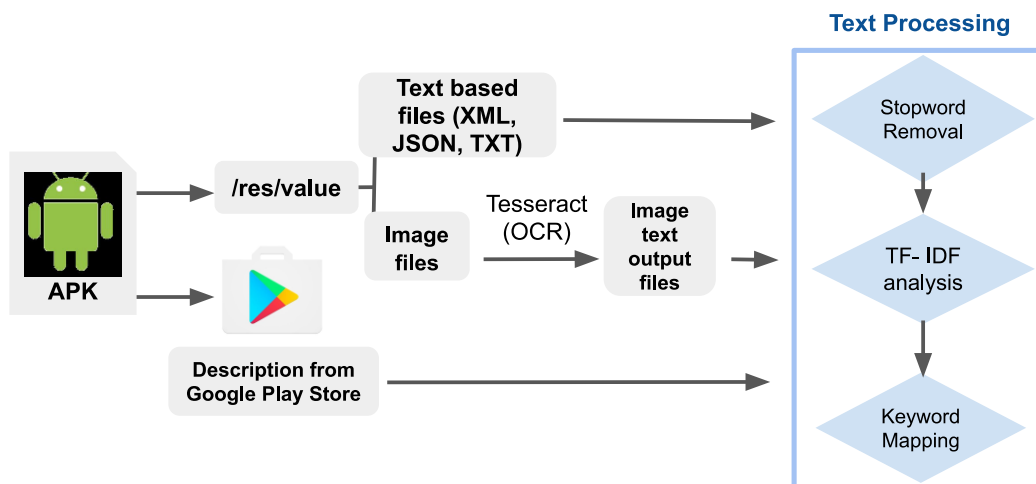 Text Processing
Text based
files (XML,
JSON, TXT)
Stopword
Removal
/res/value
Tesseract
(OCR)
Image
files
Image
text
output
files
TF- IDF
analysis
APK
Description from
Google Play Store
Keyword
Mapping